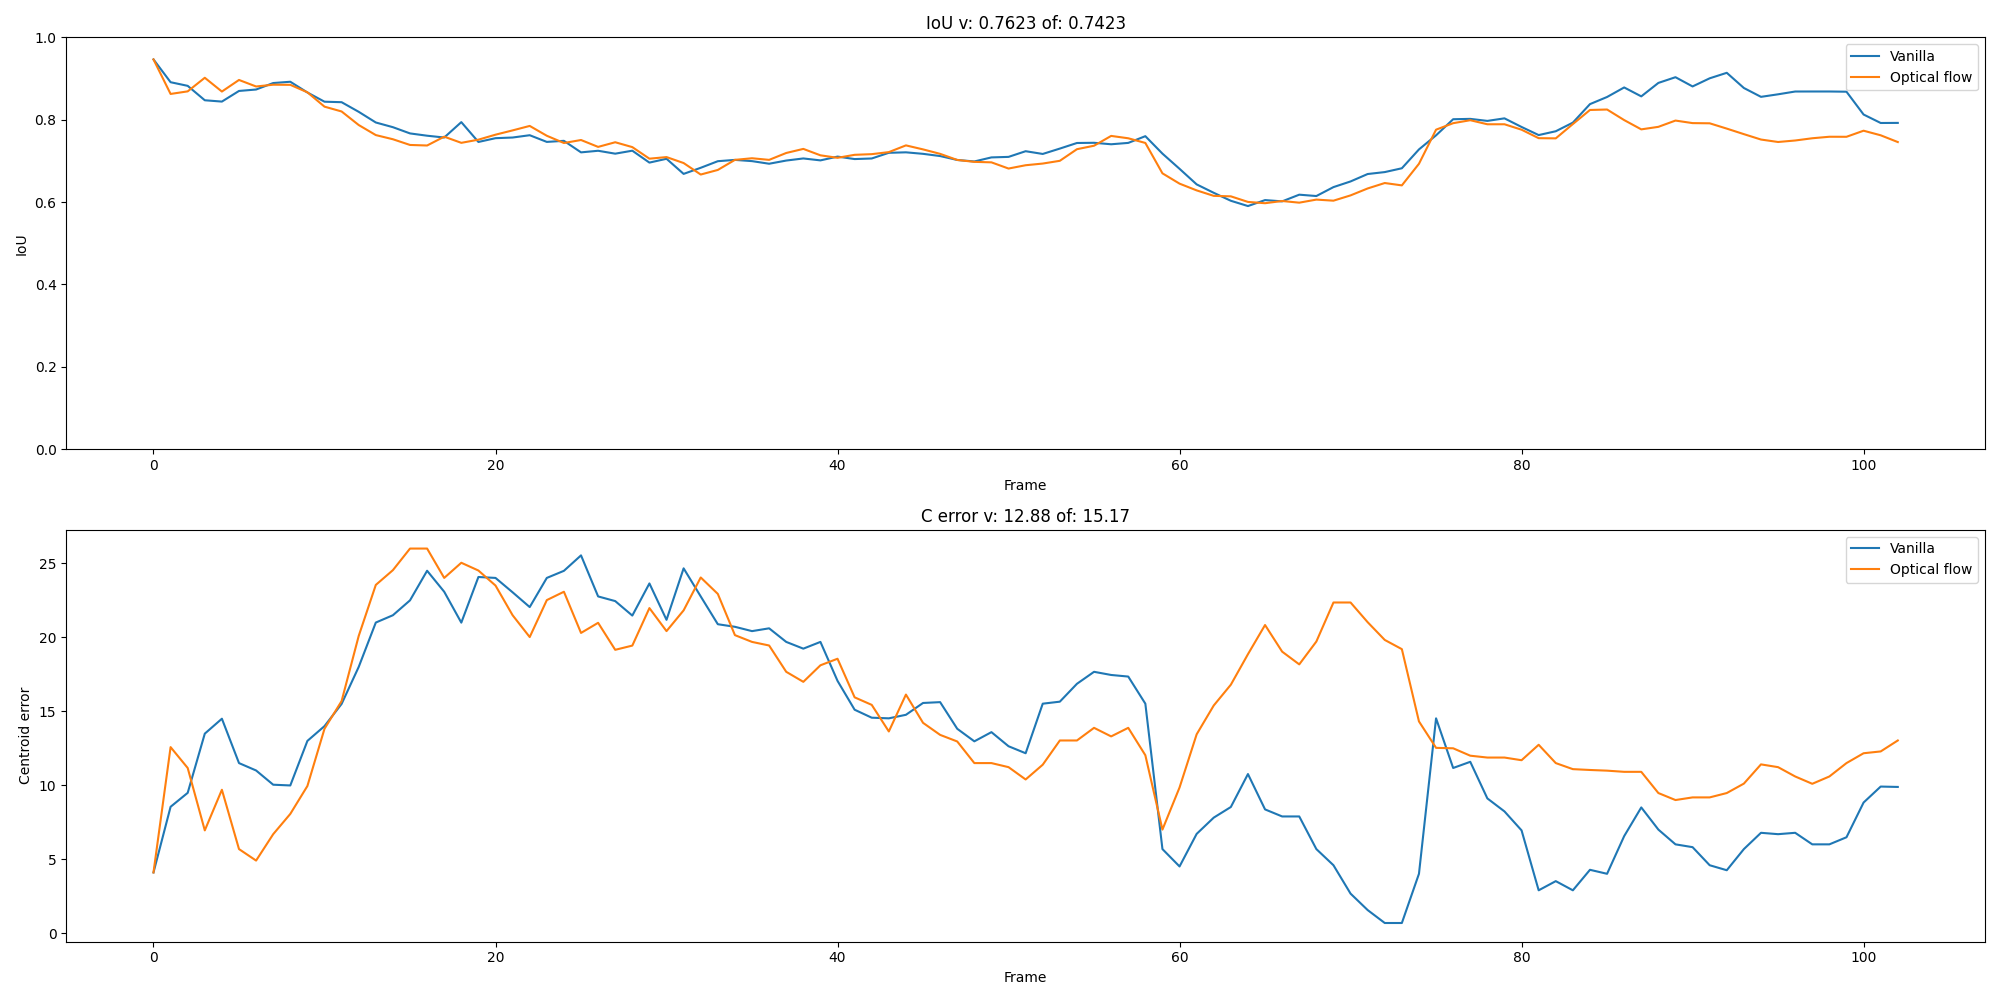 IoU v: 0.7623 of: 0.7423
1.0
0.8
0.6
0.4
0.2
0.0
IoU
Vanilla
Optical flow
0 20 40 60 80 100
Frame
C error v: 12.88 of: 15.17
25
20
15
10
5
0
Centroid error
Vanilla
Optical flow
0 20 40 60 80 100
Frame